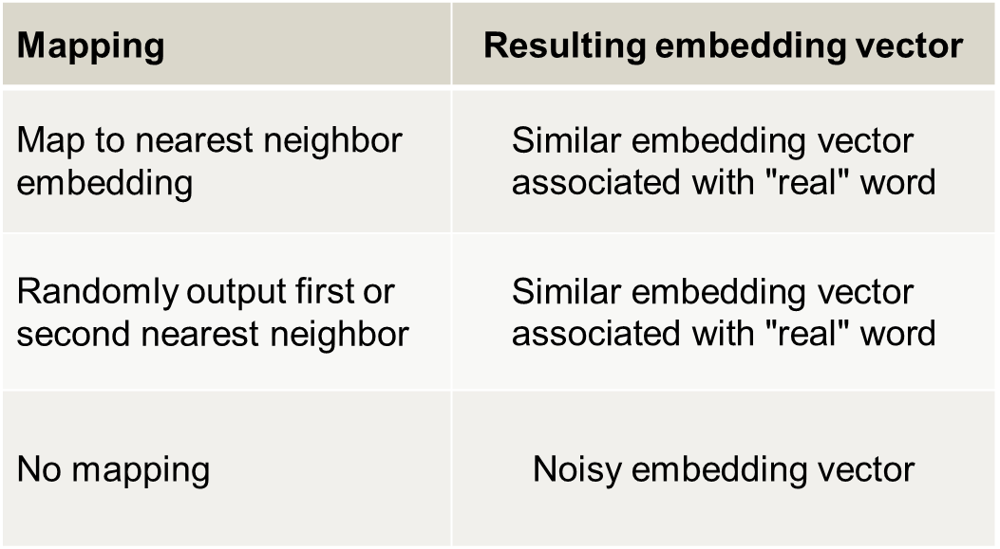 Mapping
Resulting embedding vector
Map to nearest neighbor
embedding
Similar embedding vector
associated with "real" word
Randomly output first or
second nearest neighbor
Similar embedding vector
associated with "real" word
No mapping
Noisy embedding vector